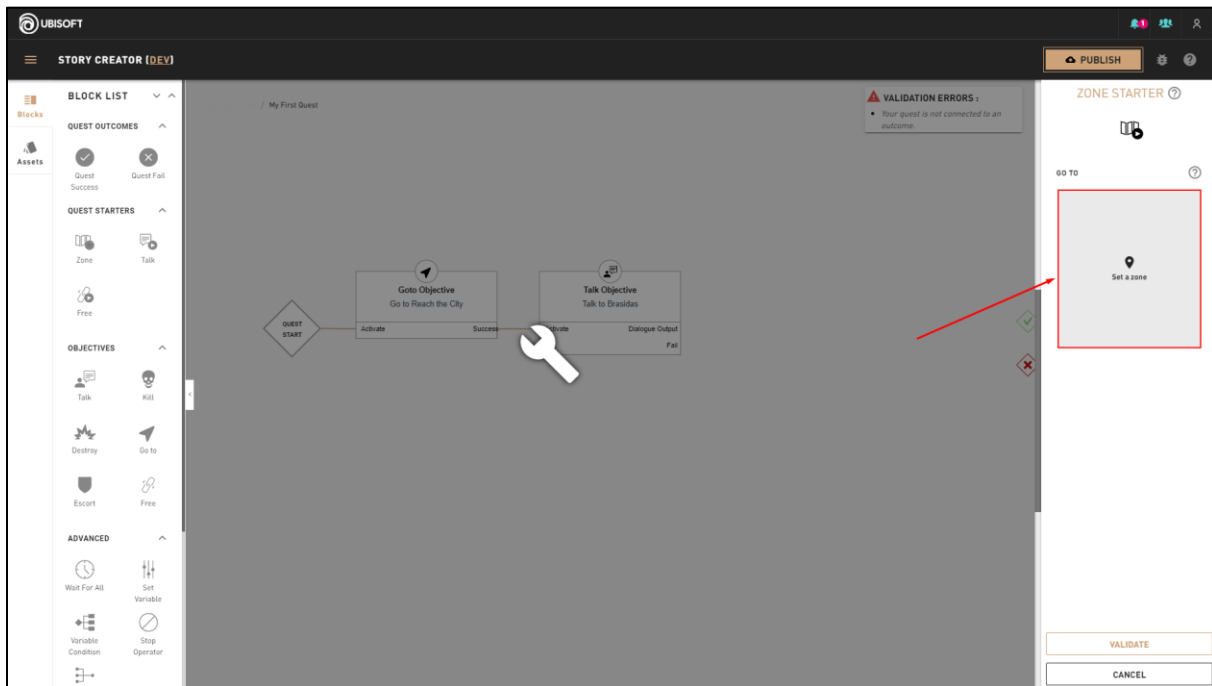 UBISOFT
1
STORY CREATOR (DEV)
PUBLISH
?
Blocks
Assets
BLOCK LIST
QUEST OUTCOMES
Quest
Success
Quest Fail
QUEST STARTERS
Zone
Talk
Free
OBJECTIVES
Talk
Kill
Destroy
Go to
Escort
Free
ADVANCED
Wait For All
Set
Variable
Variable
Condition
Stop
Operator
/ My First Quest
VALIDATION ERRORS :
Your quest is not connected to an
outcome.
QUEST
START
Goto Objective
Go to Reach the City
Activate
Success
Talk Objective
Talk to Brasidas
Activate
Dialogue Output
Fail
<
ZONE STARTER ?
GO TO
?
Set a zone
VALIDATE
CANCEL